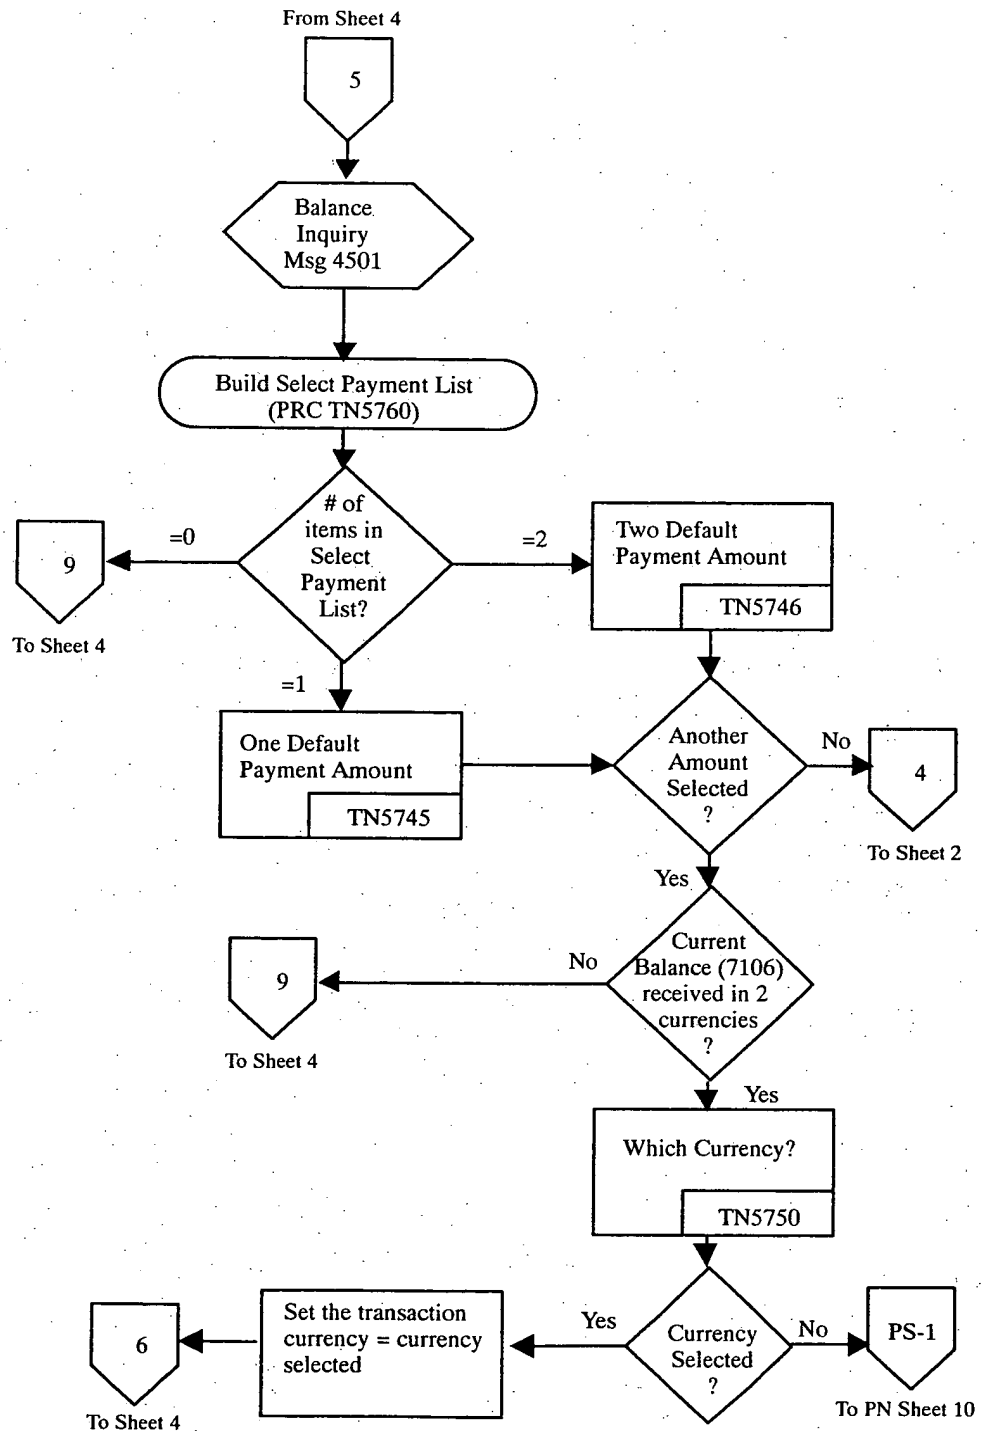 From Sheet 4
5
Balance
Inquiry
Msg 4501
Build Select Payment List
(PRC TN5760)
# of
items in
Select
Payment
List?
=0
9
To Sheet 4
=2
Two Default
Payment Amount
TN5746
=1
One Default
Payment Amount
TN5745
Another
Amount
Selected
?
No
4
To Sheet 2
Yes
Current
Balance (7106)
received in 2
currencies
?
No
9
To Sheet 4
Yes
Which Currency?
TN5750
Currency
Selected
?
Yes
Set the transaction
currency = currency
selected
6
To Sheet 4
No
PS-1
To PN Sheet 10